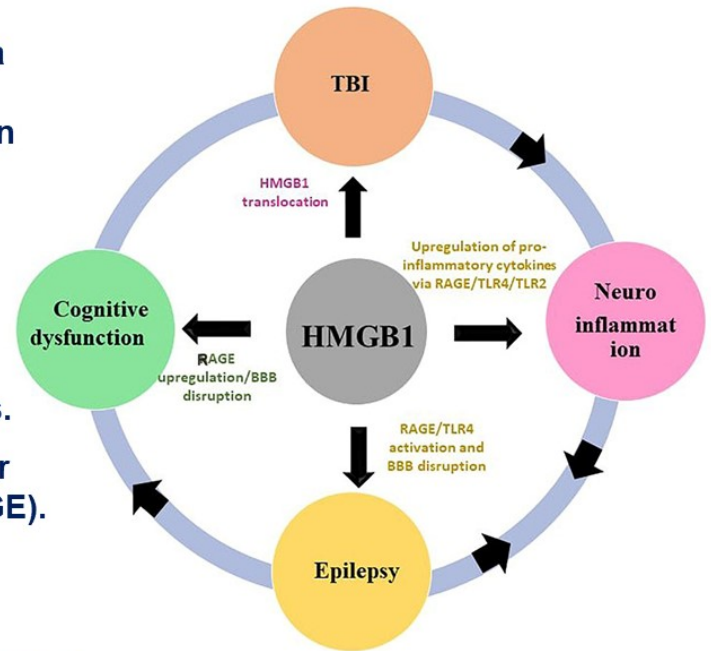 TBI
HMGB1
translocation
Upregulation of pro-
inflammatory cytokines
via RAGE/TLR4/TLR2
Cognitive
dysfunction
HMGB1
Neuro
inflammat
ion
RAGE
upregulation/BBB
disruption
RAGE/TLR4
activation and
BBB disruption
Epilepsy